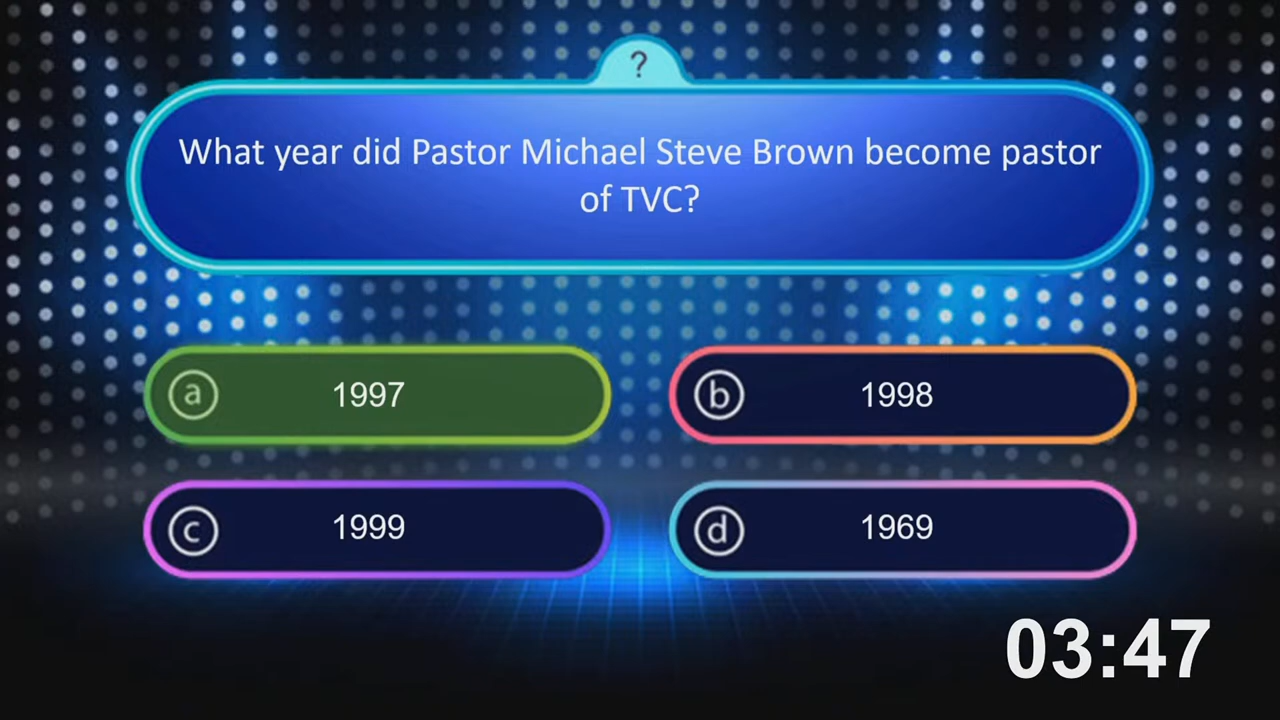 ?
What year did Pastor Michael Steve Brown become pastor
of TVC?
a 1997
b 1998
c 1999
d 1969
03:47